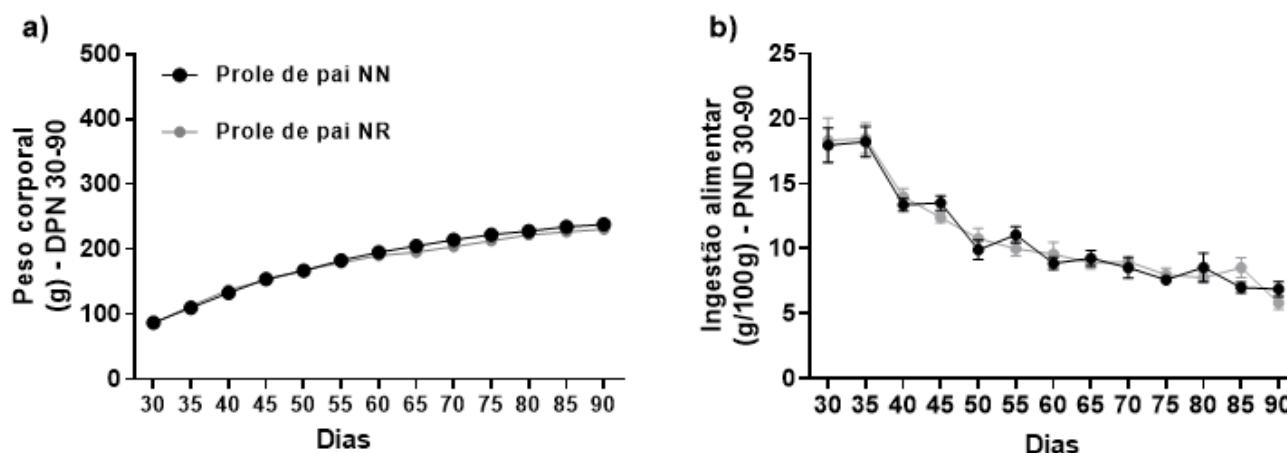 a)
Peso corporal
(g) - DPN 30-90
500
400
300
200
100
0
Prole de pai NN
Prole de pai NR
30 35 40 45 50 55 60 65 70 75 80 85 90
Dias
b)
Ingestão alimentar
(g/100g) - PND 30-90
25
20
15
10
5
0
30 35 40 45 50 55 60 65 70 75 80 85 90
Dias